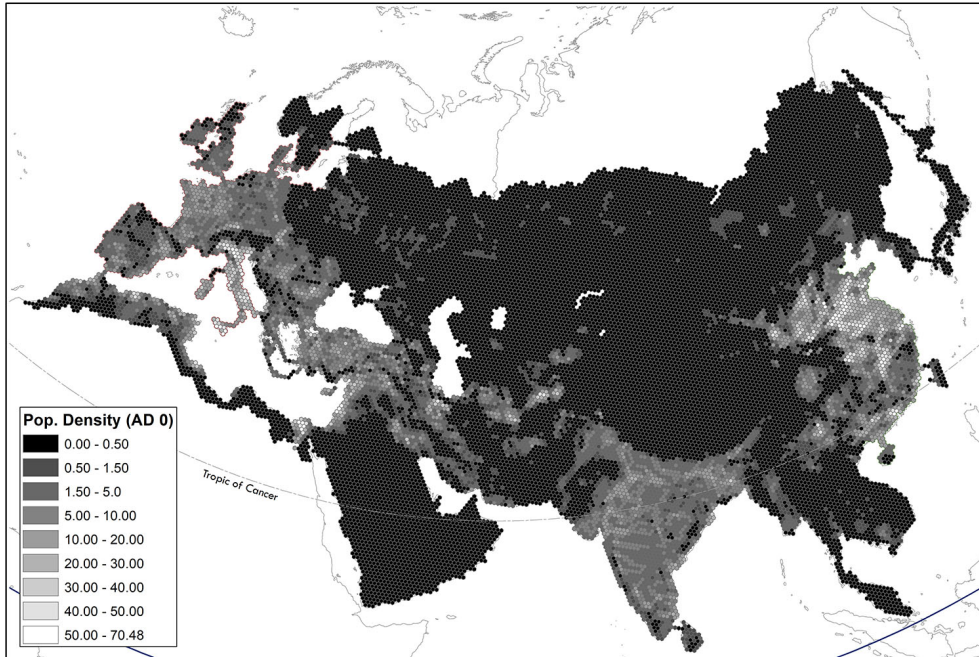 Pop. Density (AD 0)
0.00 - 0.50
0.50 - 1.50
1.50 - 5.0
5.00 - 10.00
10.00 - 20.00
20.00 - 30.00
30.00 - 40.00
40.00 - 50.00
50.00 - 70.48
Tropic of Cancer